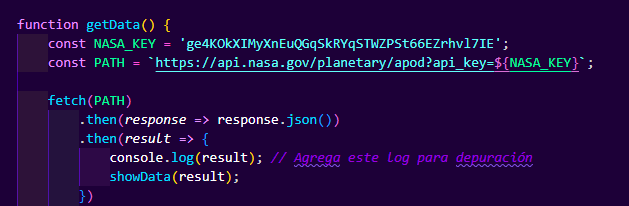 function getData() {
const NASA_KEY = 'ge4KOkXIMyXnEuQGqSkRYqSTWZPSt66EZrhvl7IE';
const PATH = `https://api.nasa.gov/planetary/apod?api_key=${NASA_KEY}`;
fetch(PATH)
.then(response => response.json())
.then(result => {
console.log(result); // Agrega este log para depuración
showData(result);
})